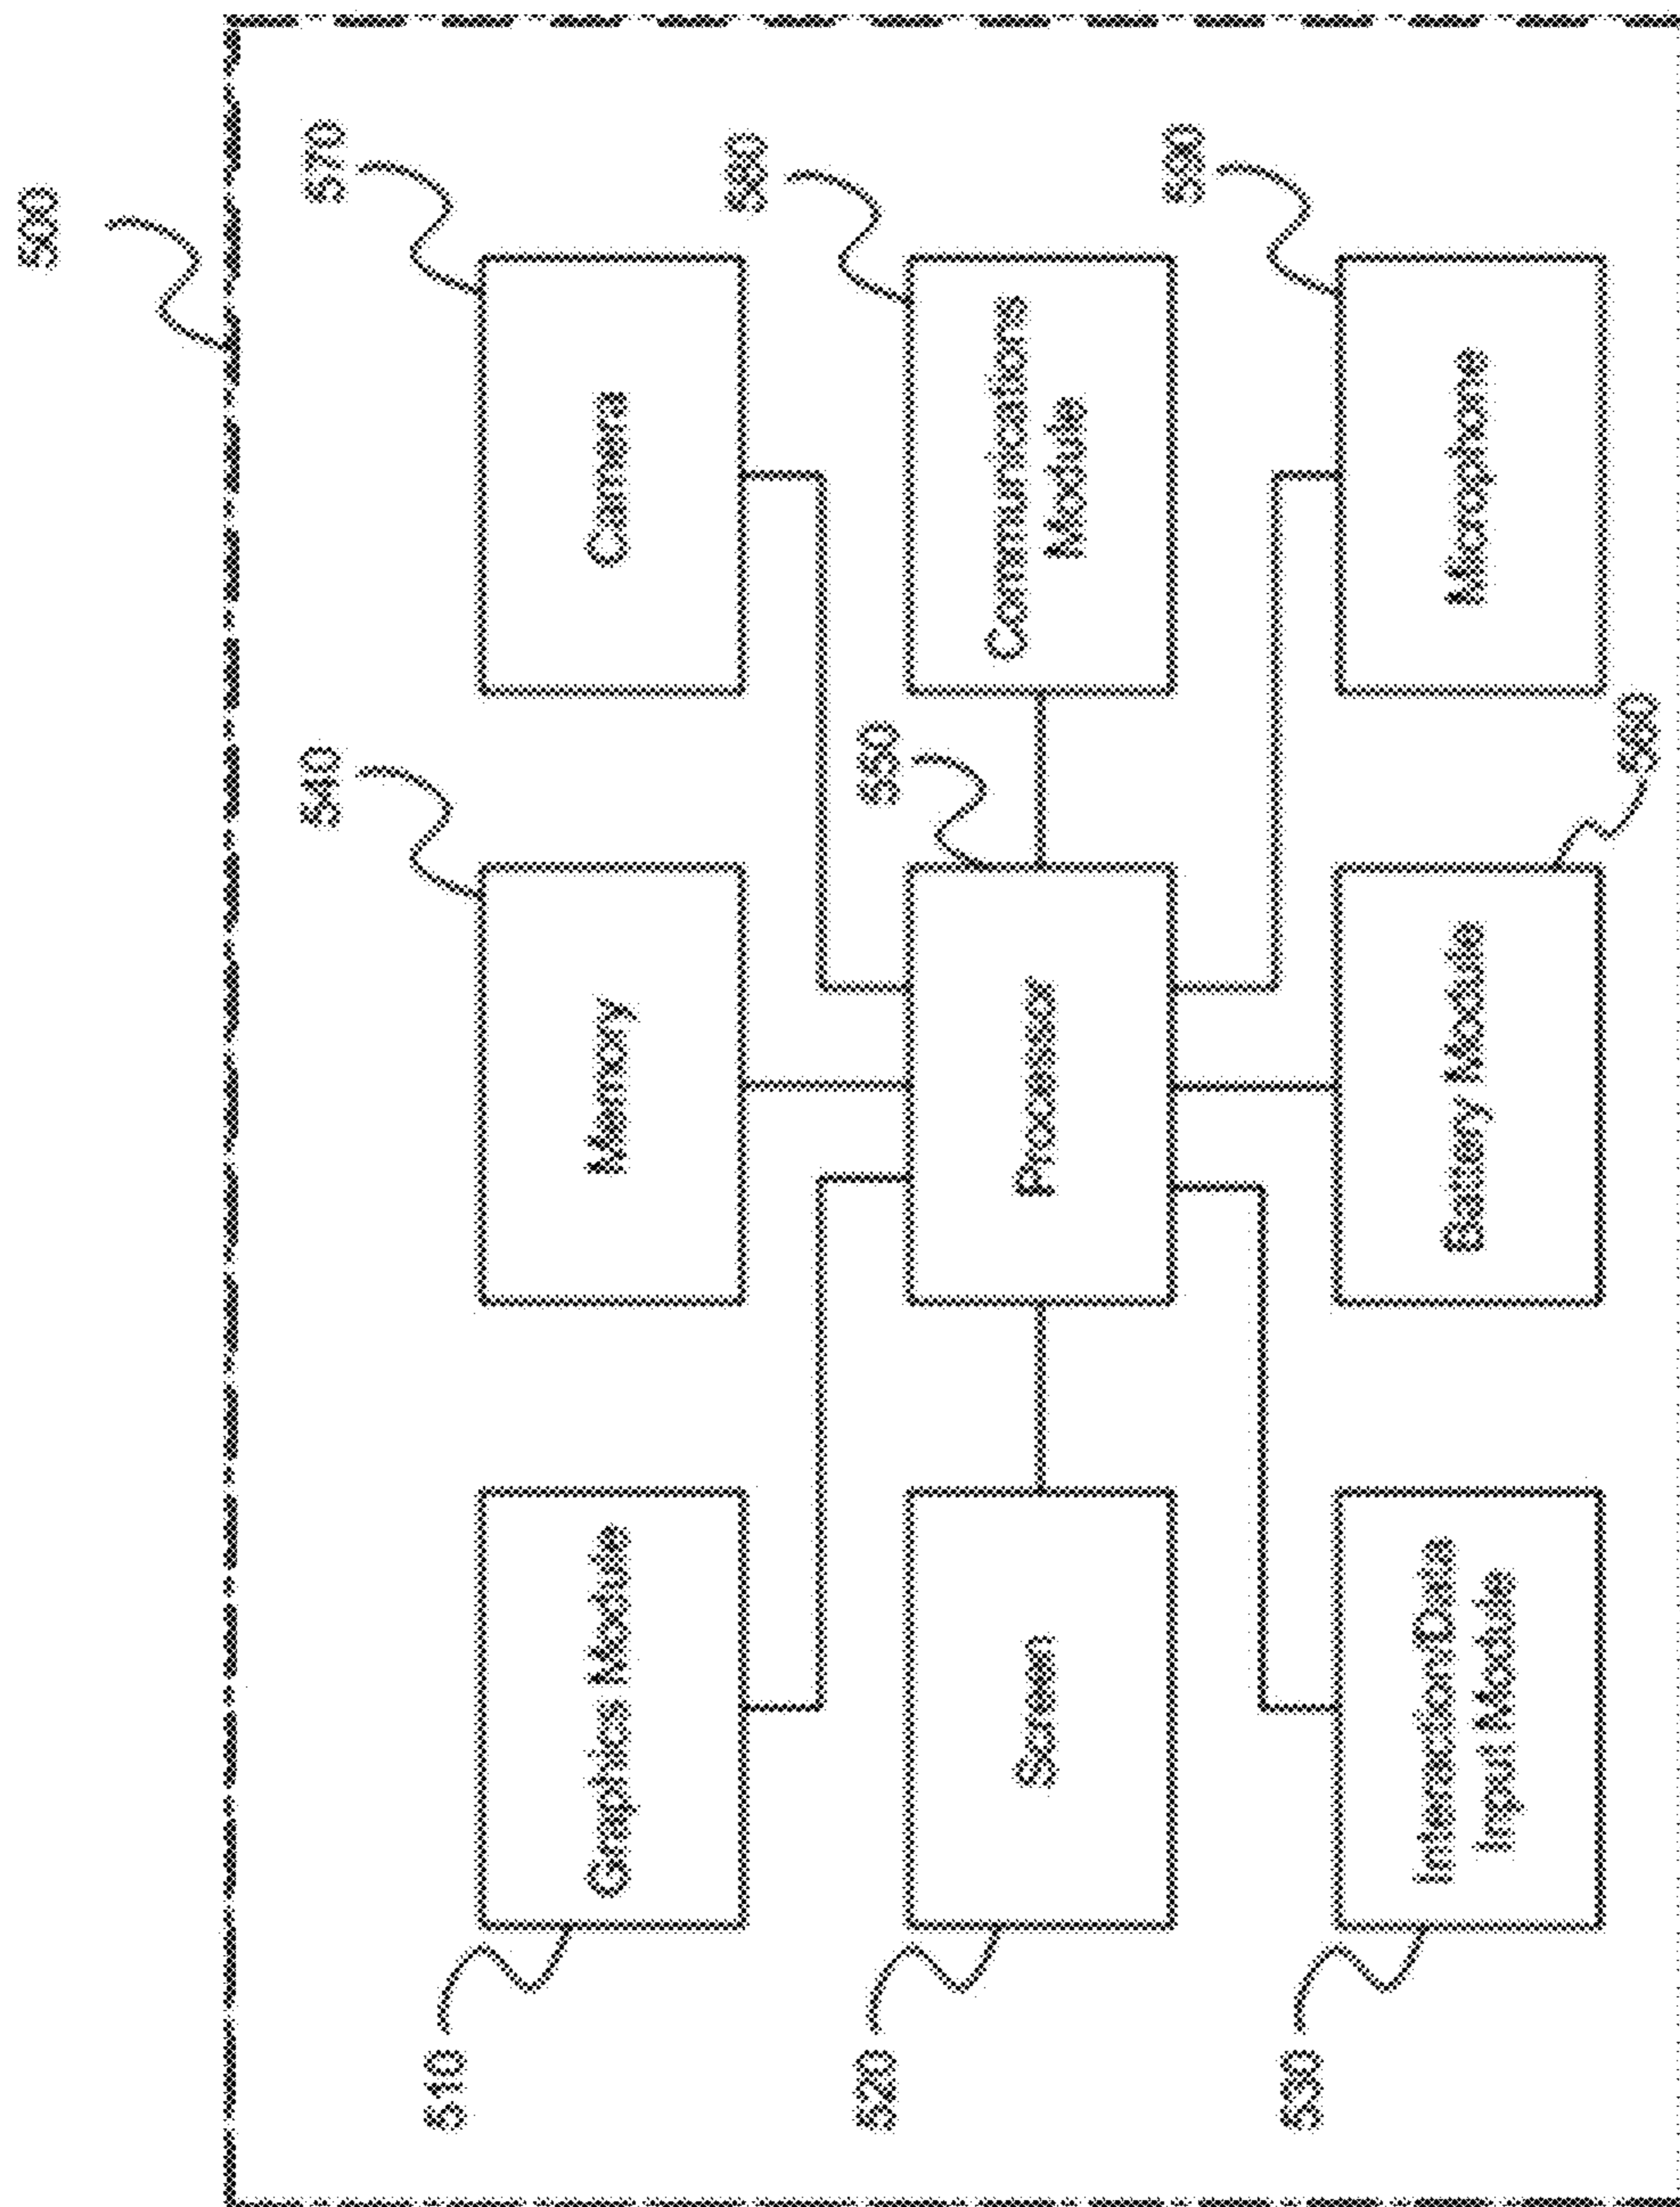 500
510
Graphics Module
540
Memory
570
Camera
520
Screen
550
Processor
580
Communications
Module
530
Interaction/Data
Input Module
560
Battery Module
590
Microphone